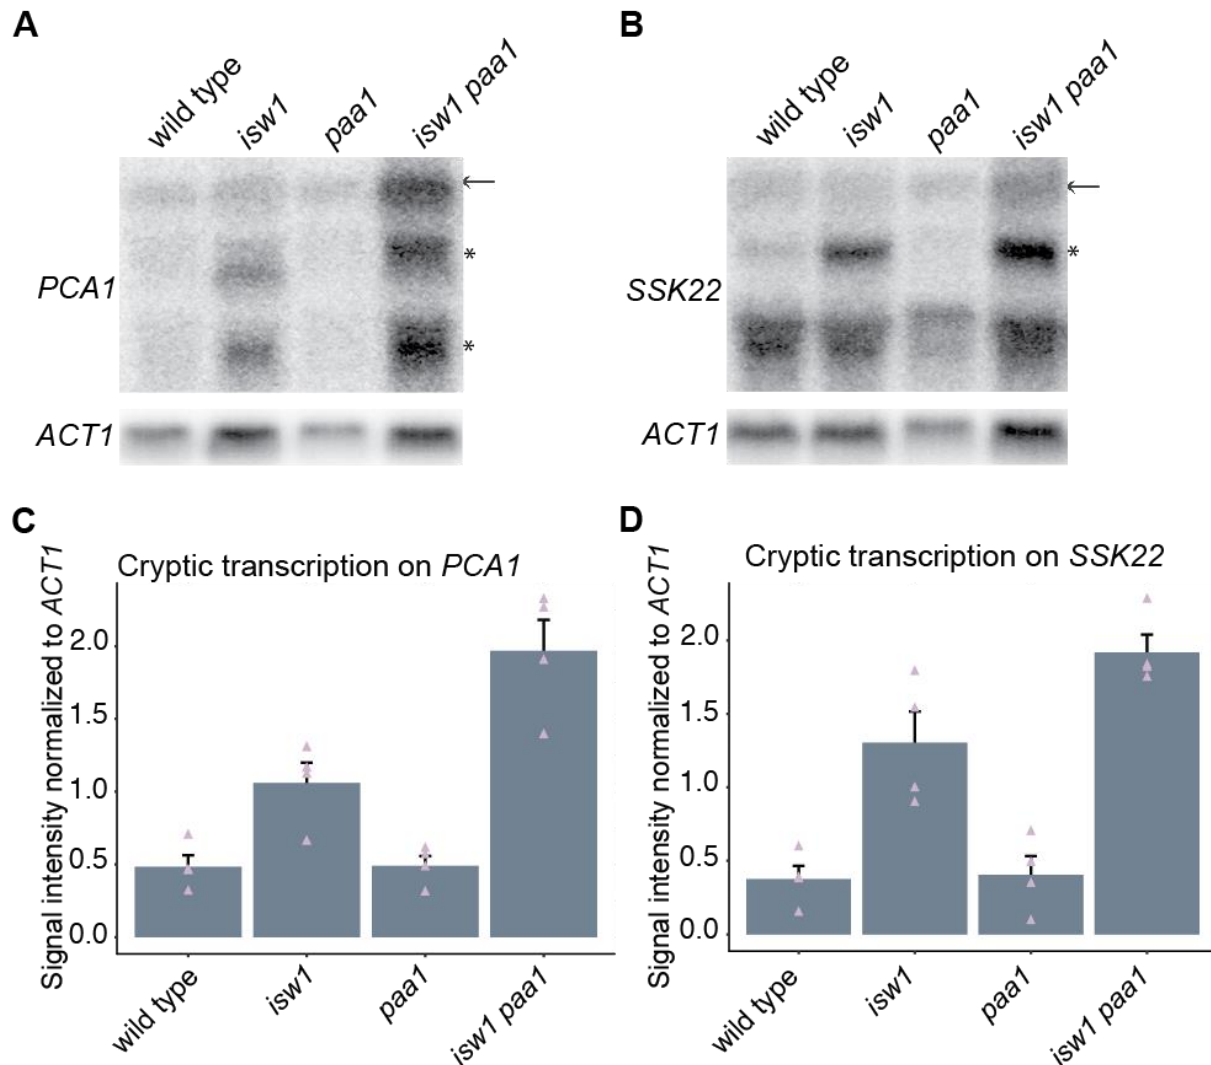 A
wild type
isw1
paa1
isw1 paa1
*
PCA1
*
ACT1
B
wild type
isw1
paa1
isw1 paa1
*
SSK22
ACT1
C
Cryptic transcription on PCA1
Signal intensity normalized to ACT1
2.0
1.5
1.0
0.5
0.0
wild type
isw1
paa1
isw1 paa1
D
Cryptic transcription on SSK22
Signal intensity normalized to ACT1
2.0
1.5
1.0
0.5
0.0
wild type
isw1
paa1
isw1 paa1